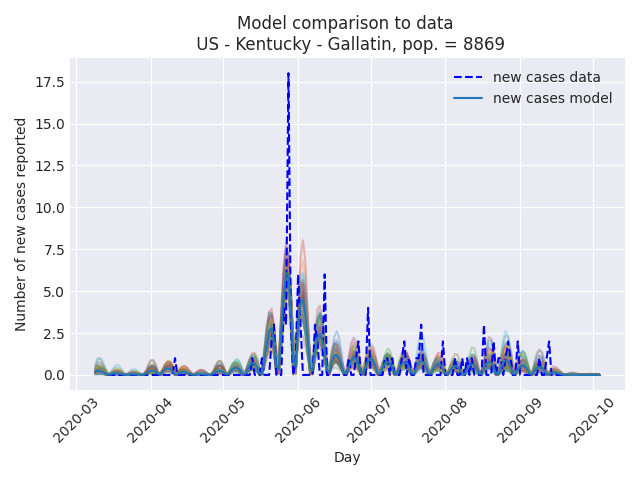 Model comparison to data
US - Kentucky - Gallatin, pop. = 8869
new cases data
new cases model
Number of new cases reported
17.5
15.0
12.5
10.0
7.5
5.0
2.5
0.0
2020-03
2020-04
2020-05
2020-06
2020-07
2020-08
2020-09
2020-10
Day